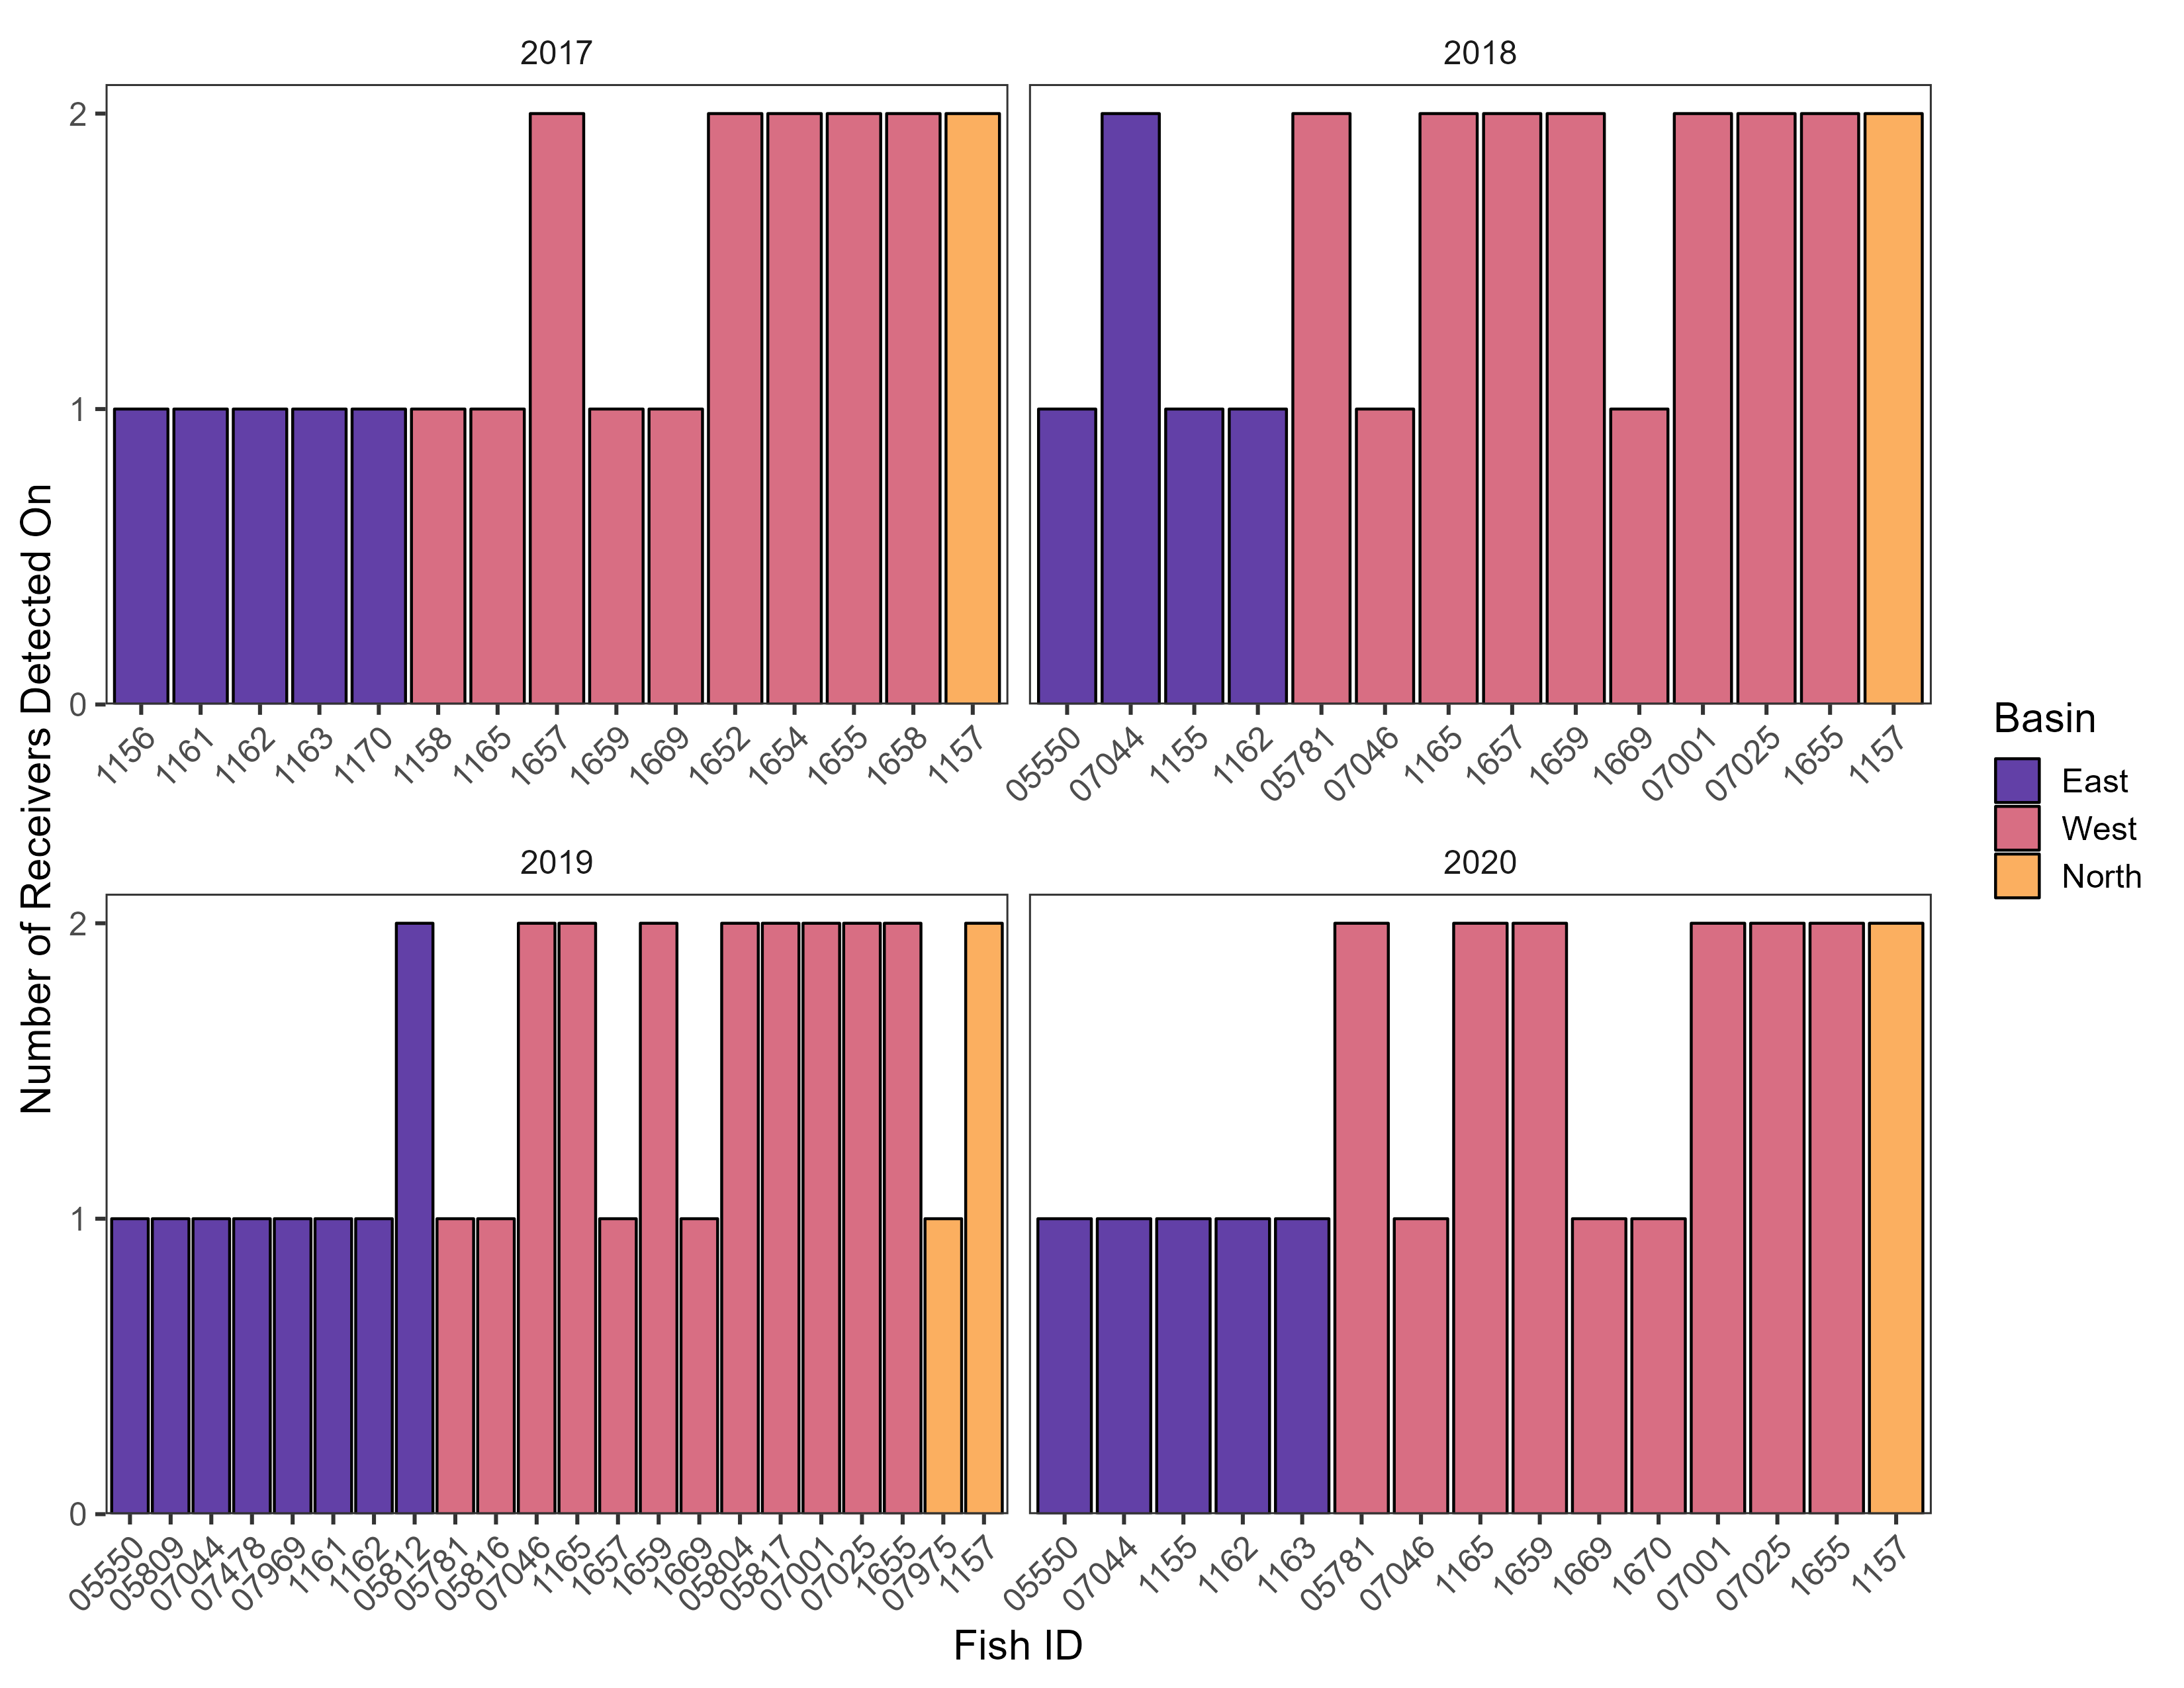 2017
2018
2
1
0
1156 1161 1162 1163 1170 1158 1165 1657 1659 1669 1652 1654 1655 1658 1157
05550 07044 1155 1162 05781 07046 1165 1657 1659 1669 07001 07025 1655 1157
Number of Receivers Detected On
Basin
East
West
North
2019
2020
2
1
0
05550 05809 07044 07478 07969 1161 1162 05812 05781 05816 07046 1165 1657 1659 1669 05804 05817 07001 07025 1655 07975 1157
05550 07044 1155 1162 1163 05781 07046 1165 1659 1669 1670 07001 07025 1655 1157
Fish ID